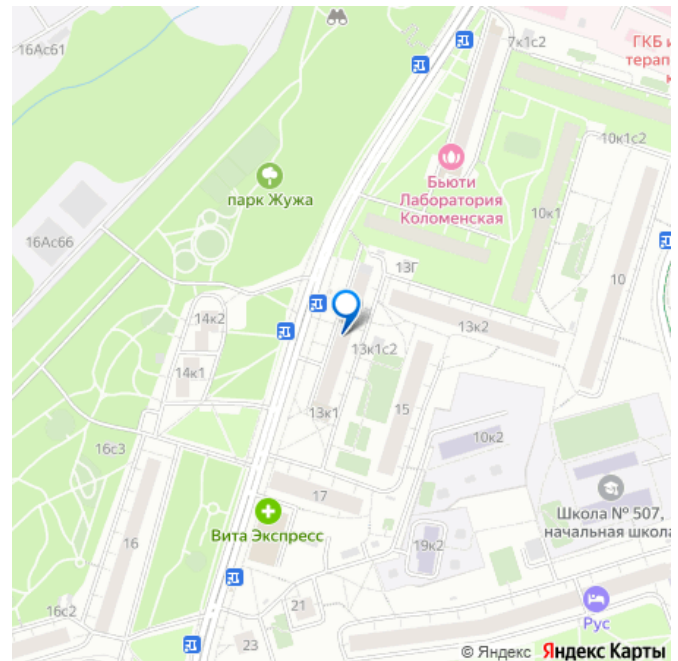 16Ас61
7к1с2
ГКБ и
терап
к
10к1с2
Бьюти
Лаборатория
Коломенская
парк Жужа
10к1
16Ас66
13Г
10
14к2
13к2
13к1с2
14к1
13к1
15
16с3
10к2
17
Школа № 507,
начальная школа
Вита Экспресс
16
19к2
21
16с2
Рус
23
© Яндекс Яндекс Карты